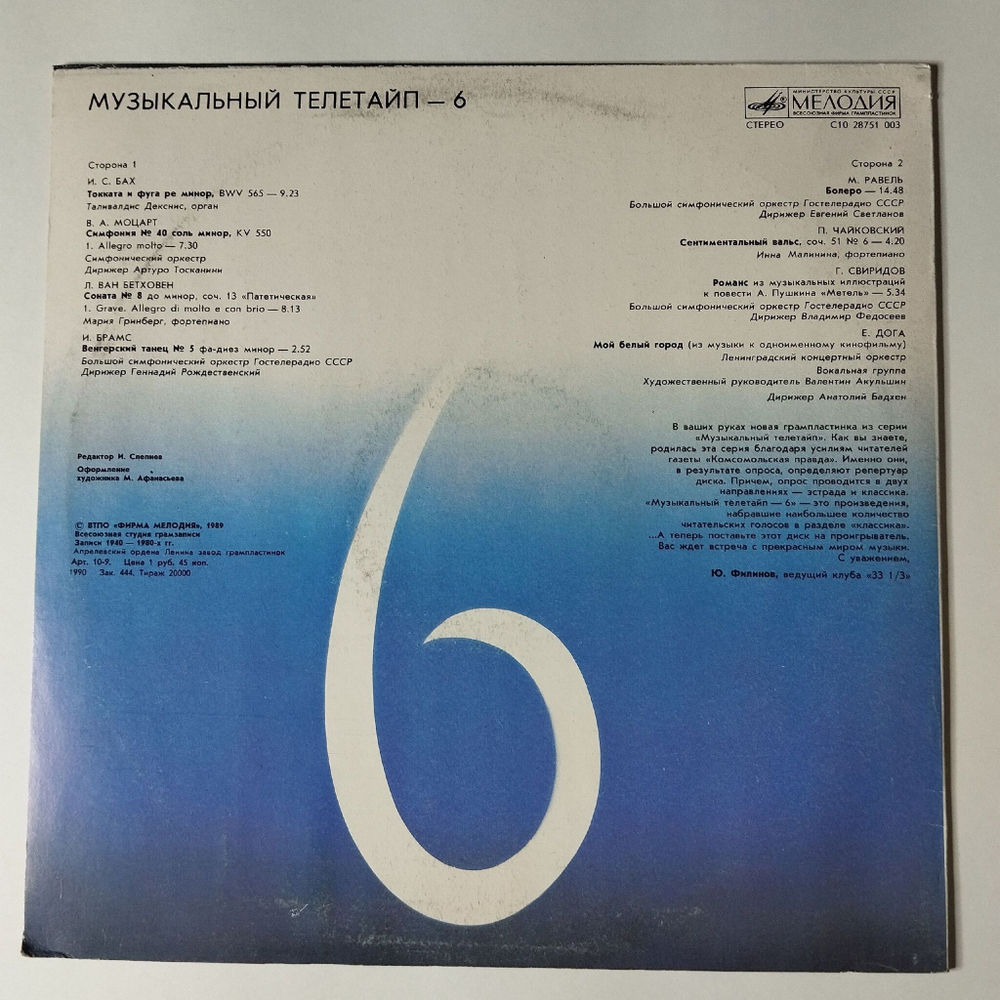 МУЗЫКАЛЬНЫЙ ТЕЛЕТАЙП — 6
МИНИСТЕРСТВО КУЛЬТУРЫ СССР
МЕЛОДИЯ
ВСЕСОЮЗНАЯ ФИРМА ГРАМПЛАСТИНОК
СТЕРЕО С10 28751 003
Сторона 1
И. С. БАХ
Токката и фуга ре минор, BWV 565 — 9.23
Таливалдис Декснис, орган
В. А. МОЦАРТ
Симфония № 40 соль минор, KV 550
1. Allegro molto — 7.30
Симфонический оркестр
Дирижер Артуро Тосканини
Л. ВАН БЕТХОВЕН
Соната № 8 до минор, соч. 13 «Патетическая»
1. Grave. Allegro di molto e con brio — 8.13
Мария Гринберг, фортепиано
И. БРАМС
Венгерский танец № 5 фа-диез минор — 2.52
Большой симфонический оркестр Гостелерадио СССР
Дирижер Геннадий Рождественский
Редактор И. Слепнев
Оформление
художника М. Афанасьева
© ВТПО «ФИРМА МЕЛОДИЯ», 1989
Всесоюзная студия грамзаписи
Записи 1940 — 1980-х гг.
Апрелевский ордена Ленина завод грампластинок
Арт. 10-9. Цена 1 руб. 45 коп.
1990 Зак. 444. Тираж 20000
Сторона 2
М. РАВЕЛЬ
Болеро — 14.48
Большой симфонический оркестр Гостелерадио СССР
Дирижер Евгений Светланов
П. ЧАЙКОВСКИЙ
Сентиментальный вальс, соч. 51 № 6 — 4.20
Инна Малинина, фортепиано
Г. СВИРИДОВ
Романс из музыкальных иллюстраций
к повести А. Пушкина «Метель» — 5.34
Большой симфонический оркестр Гостелерадио СССР
Дирижер Владимир Федосеев
Е. ДОГА
Мой белый город (из музыки к одноименному кинофильму)
Ленинградский концертный оркестр
Вокальная группа
Художественный руководитель Валентин Акульшин
Дирижер Анатолий Бадхен
В ваших руках новая грампластинка из серии
«Музыкальный телетайп». Как вы знаете,
родилась эта серия благодаря усилиям читателей
газеты «Комсомольская правда». Именно они,
в результате опроса, определяют репертуар
диска. Причем, опрос проводится в двух
направлениях — эстрада и классика.
«Музыкальный телетайп — 6» — это произведения,
набравшие наибольшее количество
читательских голосов в разделе «классика».
...А теперь поставьте этот диск на проигрыватель.
Вас ждет встреча с прекрасным миром музыки.
С уважением,
Ю. Филинов, ведущий клуба «33 1/3»
6